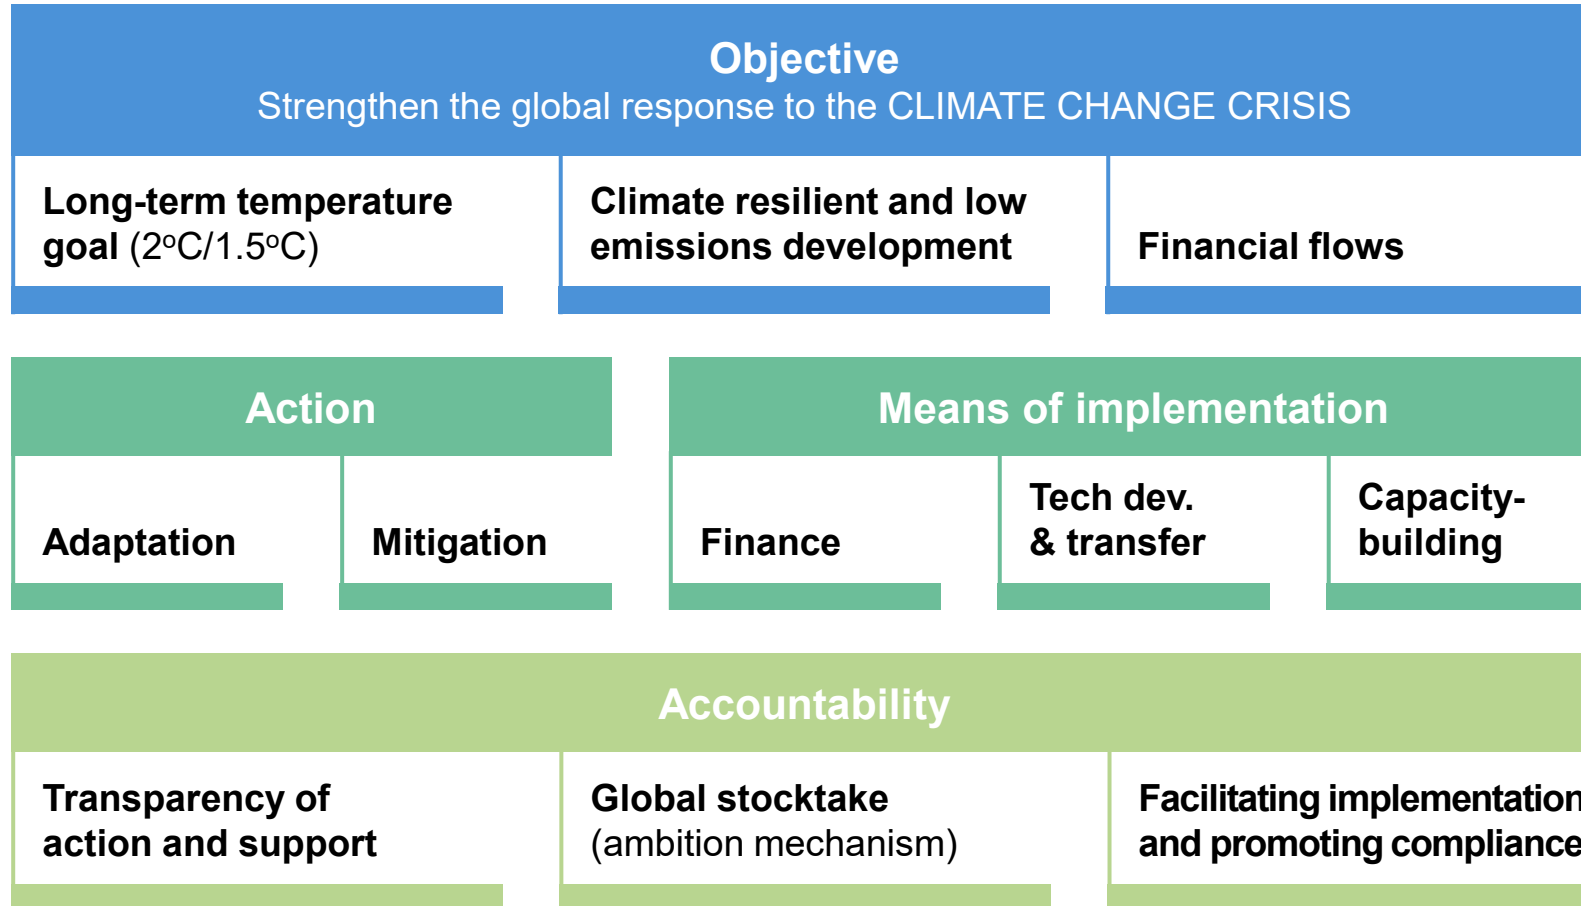 Objective
Strengthen the global response to the CLIMATE CHANGE CRISIS
Long-term temperature
goal (2ºC/1.5ºC)
Climate resilient and low
emissions development
Financial flows
Action
Adaptation
Mitigation
Means of implementation
Finance
Tech dev.
& transfer
Capacity-
building
Accountability
Transparency of
action and support
Global stocktake
(ambition mechanism)
Facilitating implementation
and promoting compliance